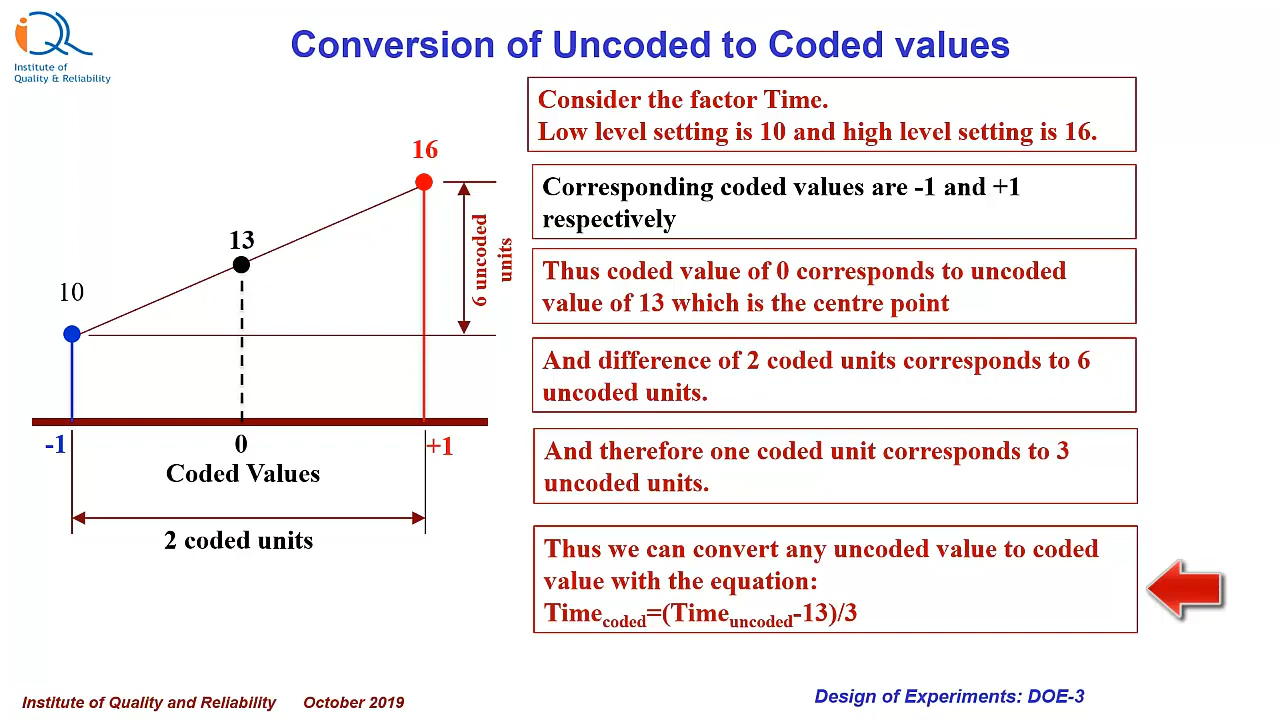 iQR
Institute of
Quality & Reliability
Conversion of Uncoded to Coded values
16
13
10
6 uncoded
units
-1
0
+1
Coded Values
2 coded units
Consider the factor Time.
Low level setting is 10 and high level setting is 16.
Corresponding coded values are -1 and +1
respectively
Thus coded value of 0 corresponds to uncoded
value of 13 which is the centre point
And difference of 2 coded units corresponds to 6
uncoded units.
And therefore one coded unit corresponds to 3
uncoded units.
Thus we can convert any uncoded value to coded
value with the equation:
Timecoded=(Timeuncoded-13)/3
Institute of Quality and Reliability October 2019
Design of Experiments: DOE-3